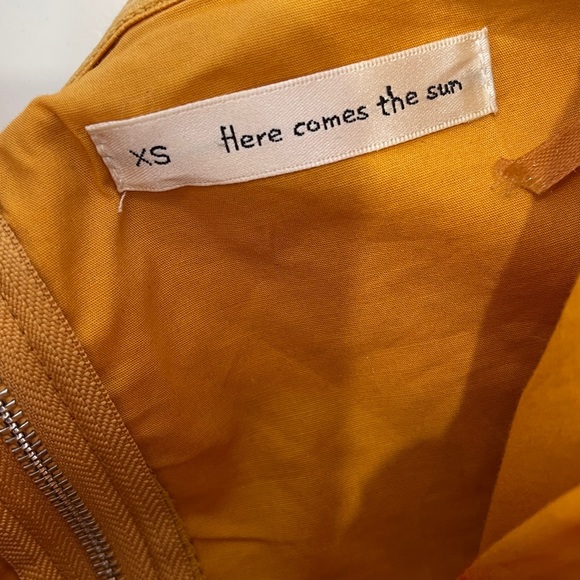 XS Here comes the sun